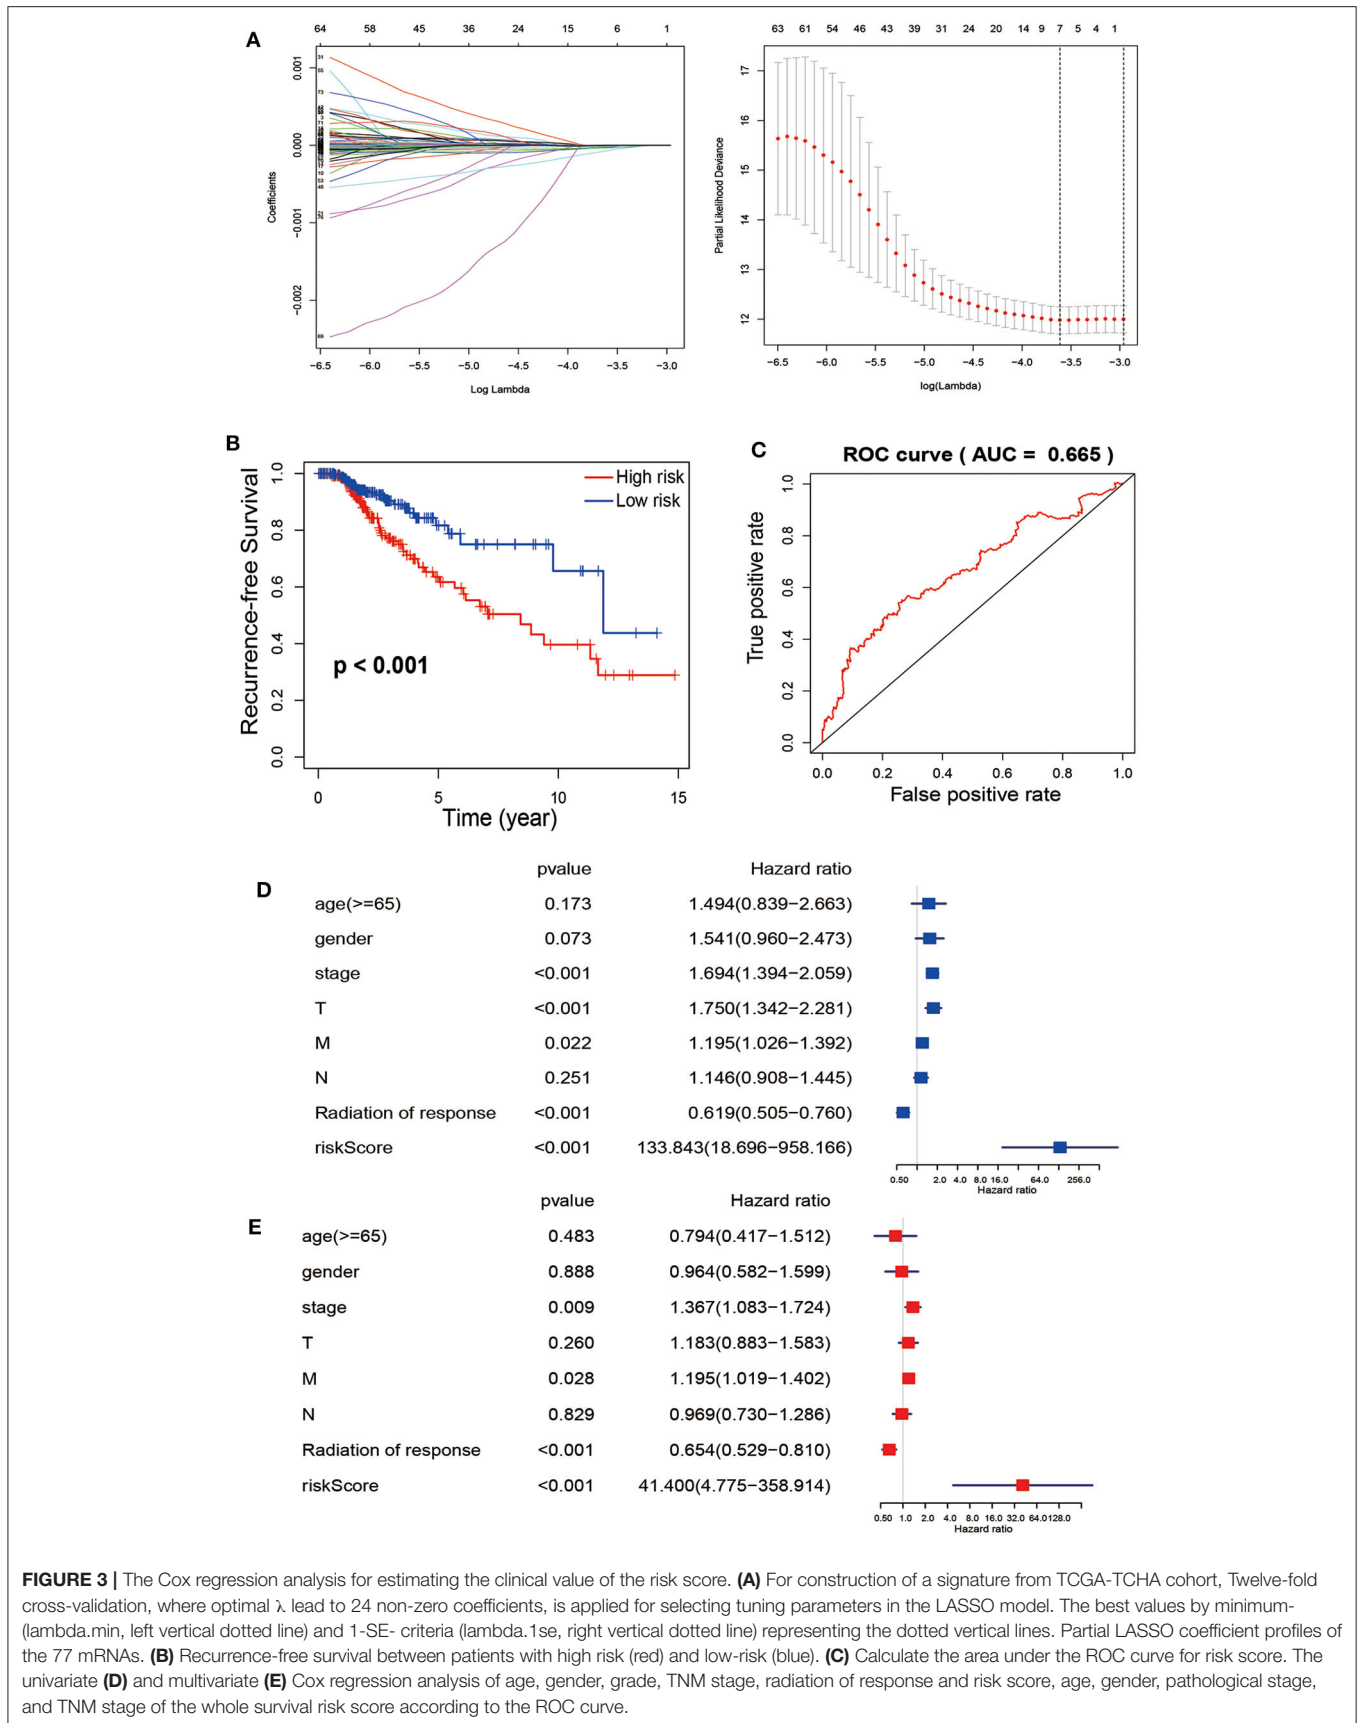 A
64 58 45 36 24 15 6 1
0.001
0.000
−0.001
−0.002
Coefficients
31
55
73
71
10
53
48
21
76
69
−6.5 −6.0 −5.5 −5.0 −4.5 −4.0 −3.5 −3.0
Log Lambda
63 61 54 46 43 39 31 24 20 14 9 7 5 4 1
17
16
15
14
13
12
Partial Likelihood Deviance
−6.5 −6.0 −5.5 −5.0 −4.5 −4.0 −3.5 −3.0
log(Lambda)
B
1.0
0.8
0.6
0.4
0.2
0.0
Recurrence-free Survival
High risk
Low risk
p < 0.001
0 5 10 15
Time (year)
C
ROC curve ( AUC = 0.665 )
1.0
0.8
0.6
0.4
0.2
0.0
True positive rate
0.0 0.2 0.4 0.6 0.8 1.0
False positive rate
D
pvalue Hazard ratio
age(>=65) 0.173 1.494(0.839−2.663)
gender 0.073 1.541(0.960−2.473)
stage <0.001 1.694(1.394−2.059)
T <0.001 1.750(1.342−2.281)
M 0.022 1.195(1.026−1.392)
N 0.251 1.146(0.908−1.445)
Radiation of response <0.001 0.619(0.505−0.760)
riskScore <0.001 133.843(18.696−958.166)
0.50 2.0 4.0 8.0 16.0 64.0 256.0
Hazard ratio
E
pvalue Hazard ratio
age(>=65) 0.483 0.794(0.417−1.512)
gender 0.888 0.964(0.582−1.599)
stage 0.009 1.367(1.083−1.724)
T 0.260 1.183(0.883−1.583)
M 0.028 1.195(1.019−1.402)
N 0.829 0.969(0.730−1.286)
Radiation of response <0.001 0.654(0.529−0.810)
riskScore <0.001 41.400(4.775−358.914)
0.50 1.0 2.0 4.0 8.0 16.0 32.0 64.0 128.0
Hazard ratio
FIGURE 3 | The Cox regression analysis for estimating the clinical value of the risk score. (A) For construction of a signature from TCGA-TCHA cohort, Twelve-fold
cross-validation, where optimal λ lead to 24 non-zero coefficients, is applied for selecting tuning parameters in the LASSO model. The best values by minimum-
(lambda.min, left vertical dotted line) and 1-SE- criteria (lambda.1se, right vertical dotted line) representing the dotted vertical lines. Partial LASSO coefficient profiles of
the 77 mRNAs. (B) Recurrence-free survival between patients with high risk (red) and low-risk (blue). (C) Calculate the area under the ROC curve for risk score. The
univariate (D) and multivariate (E) Cox regression analysis of age, gender, grade, TNM stage, radiation of response and risk score, age, gender, pathological stage,
and TNM stage of the whole survival risk score according to the ROC curve.